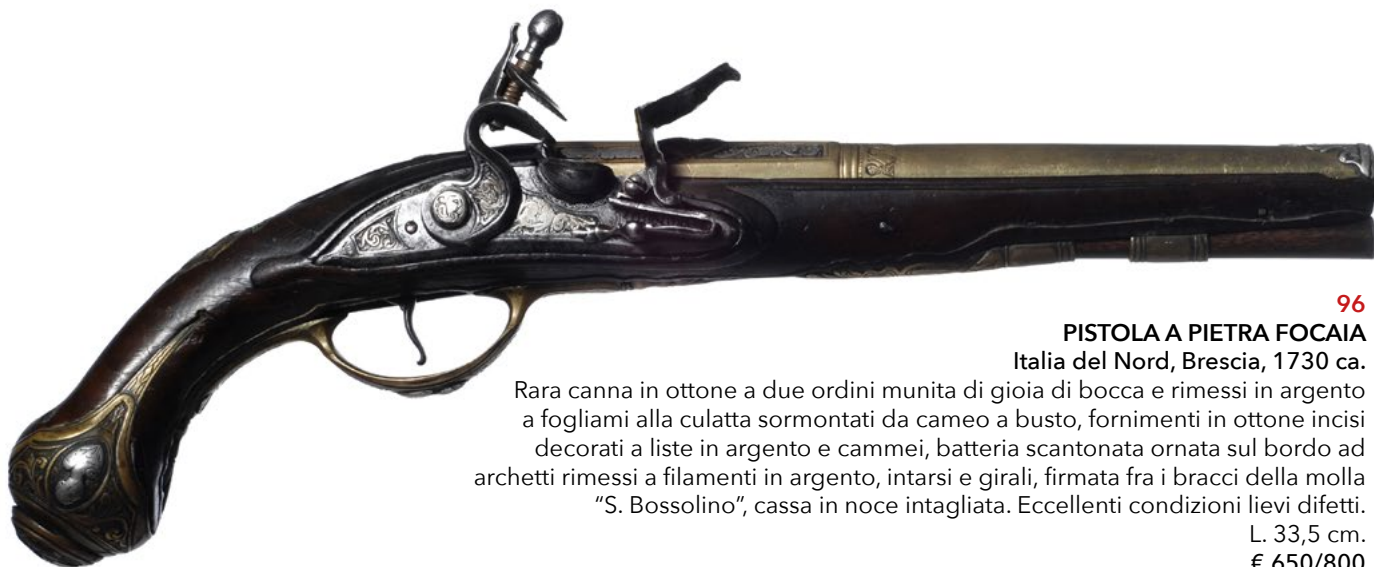 96
PISTOLA A PIETRA FOCAIA
Italia del Nord, Brescia, 1730 ca.
Rara canna in ottone a due ordini munita di gioia di bocca e rimessi in argento
a fogliami alla culatta sormontati da cameo a busto, fornimenti in ottone incisi
decorati a liste in argento e cammei, batteria scantonata ornata sul bordo ad
archetti rimessi a filamenti in argento, intarsi e girali, firmata fra i bracci della molla
“S. Bossolino”, cassa in noce intagliata. Eccellenti condizioni lievi difetti.
L. 33,5 cm.
€ 650/800